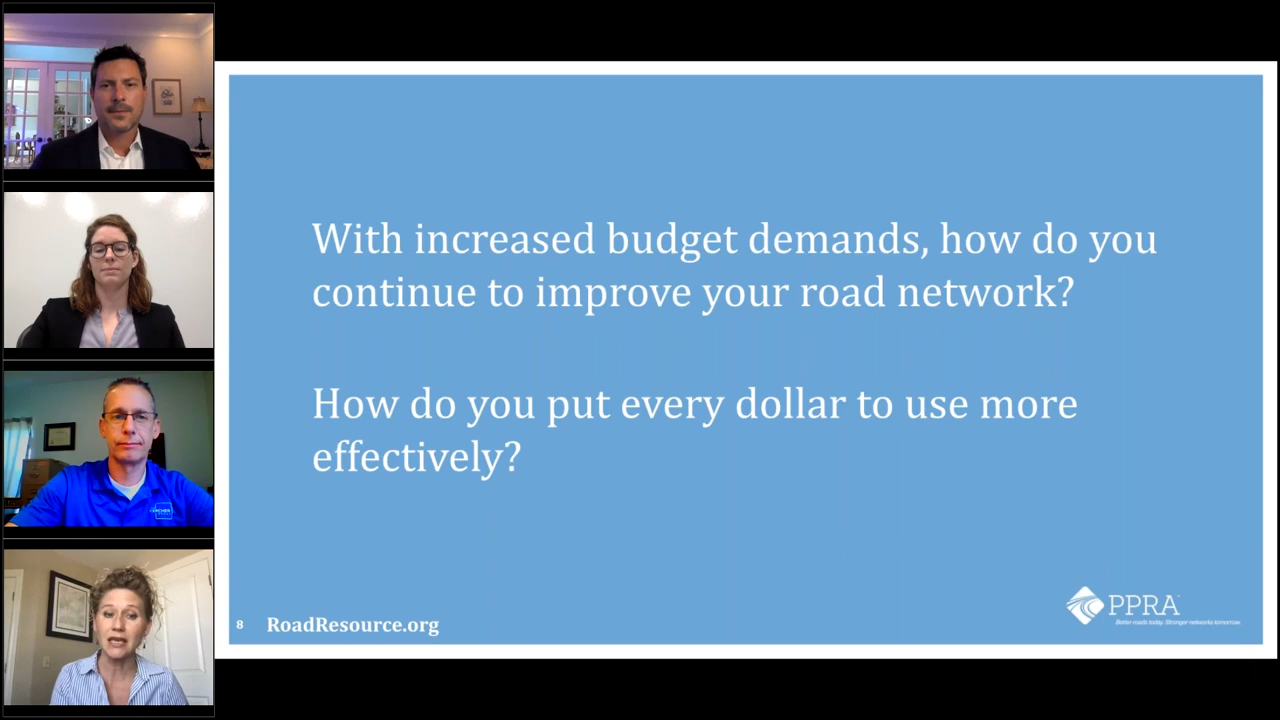 With increased budget demands, how do you
continue to improve your road network?
How do you put every dollar to use more
effectively?
8 RoadResource.org
PPRA
Better roads today. Stronger networks tomorrow.